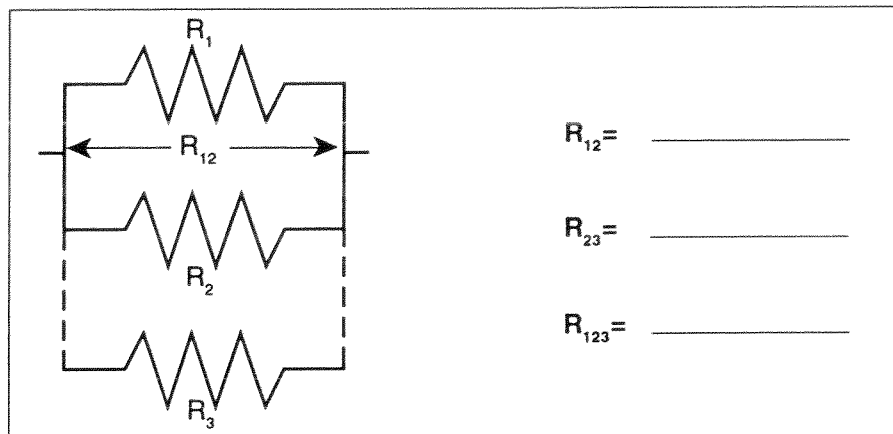 R₁
R₁₂
R₂
R₃
R₁₂=
R₂₃=
R₁₂₃=